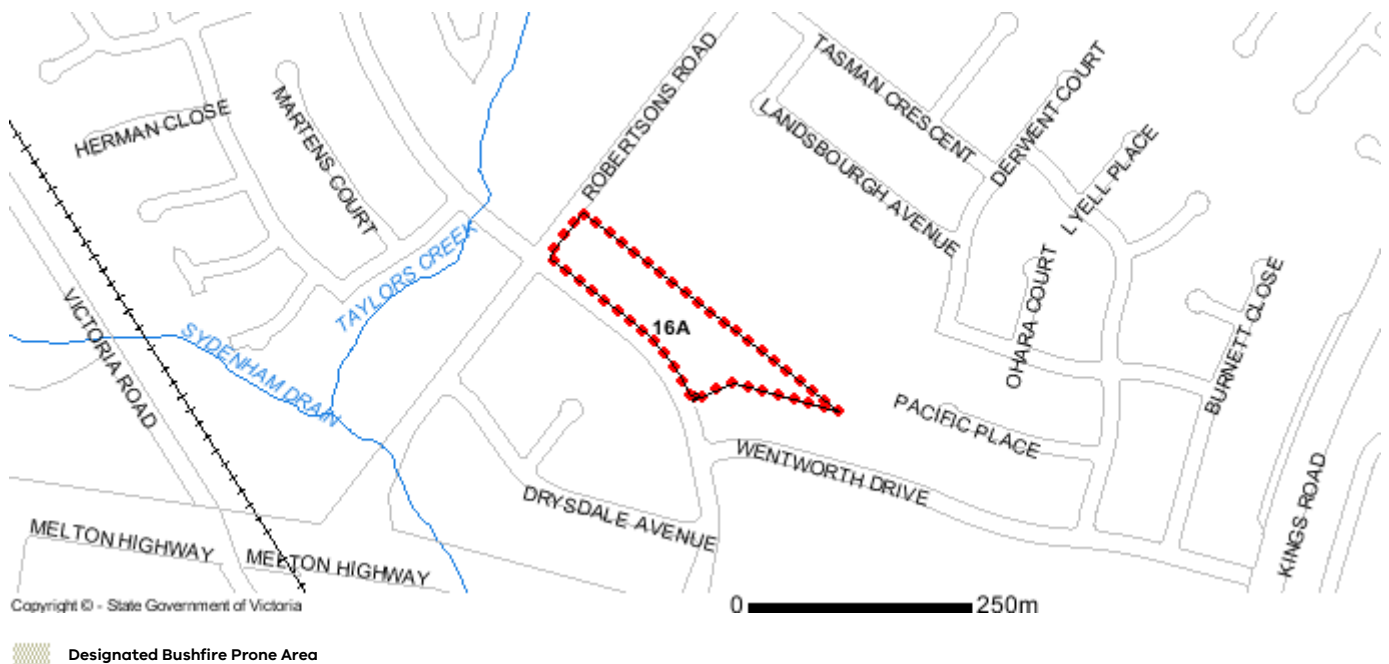 TASMAN CRESCENT
ROBERTSONS ROAD
DERWENT COURT
HERMAN CLOSE
MARTENS COURT
LANDSBOURGH AVENUE
LYELL PLACE
TAYLORS CREEK
OHARA COURT
BURNETT CLOSE
VICTORIA ROAD
SYDENHAM DRAIN
16A
PACIFIC PLACE
WENTWORTH DRIVE
KINGS ROAD
DRYSDALE AVENUE
MELTON HIGHWAY
MELTON HIGHWAY
Copyright © - State Government of Victoria
0 250m
Designated Bushfire Prone Area